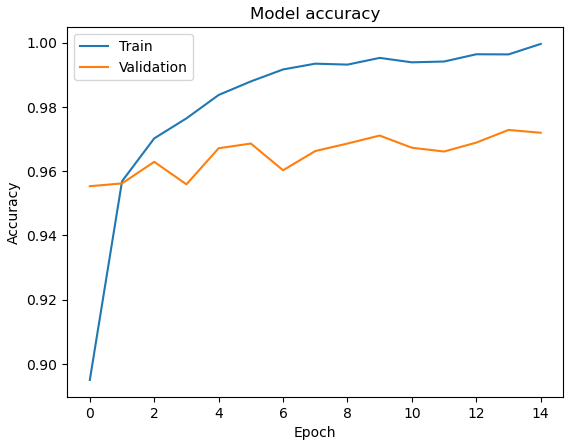 Model accuracy
Train
Validation
Accuracy
1.00
0.98
0.96
0.94
0.92
0.90
0 2 4 6 8 10 12 14
Epoch